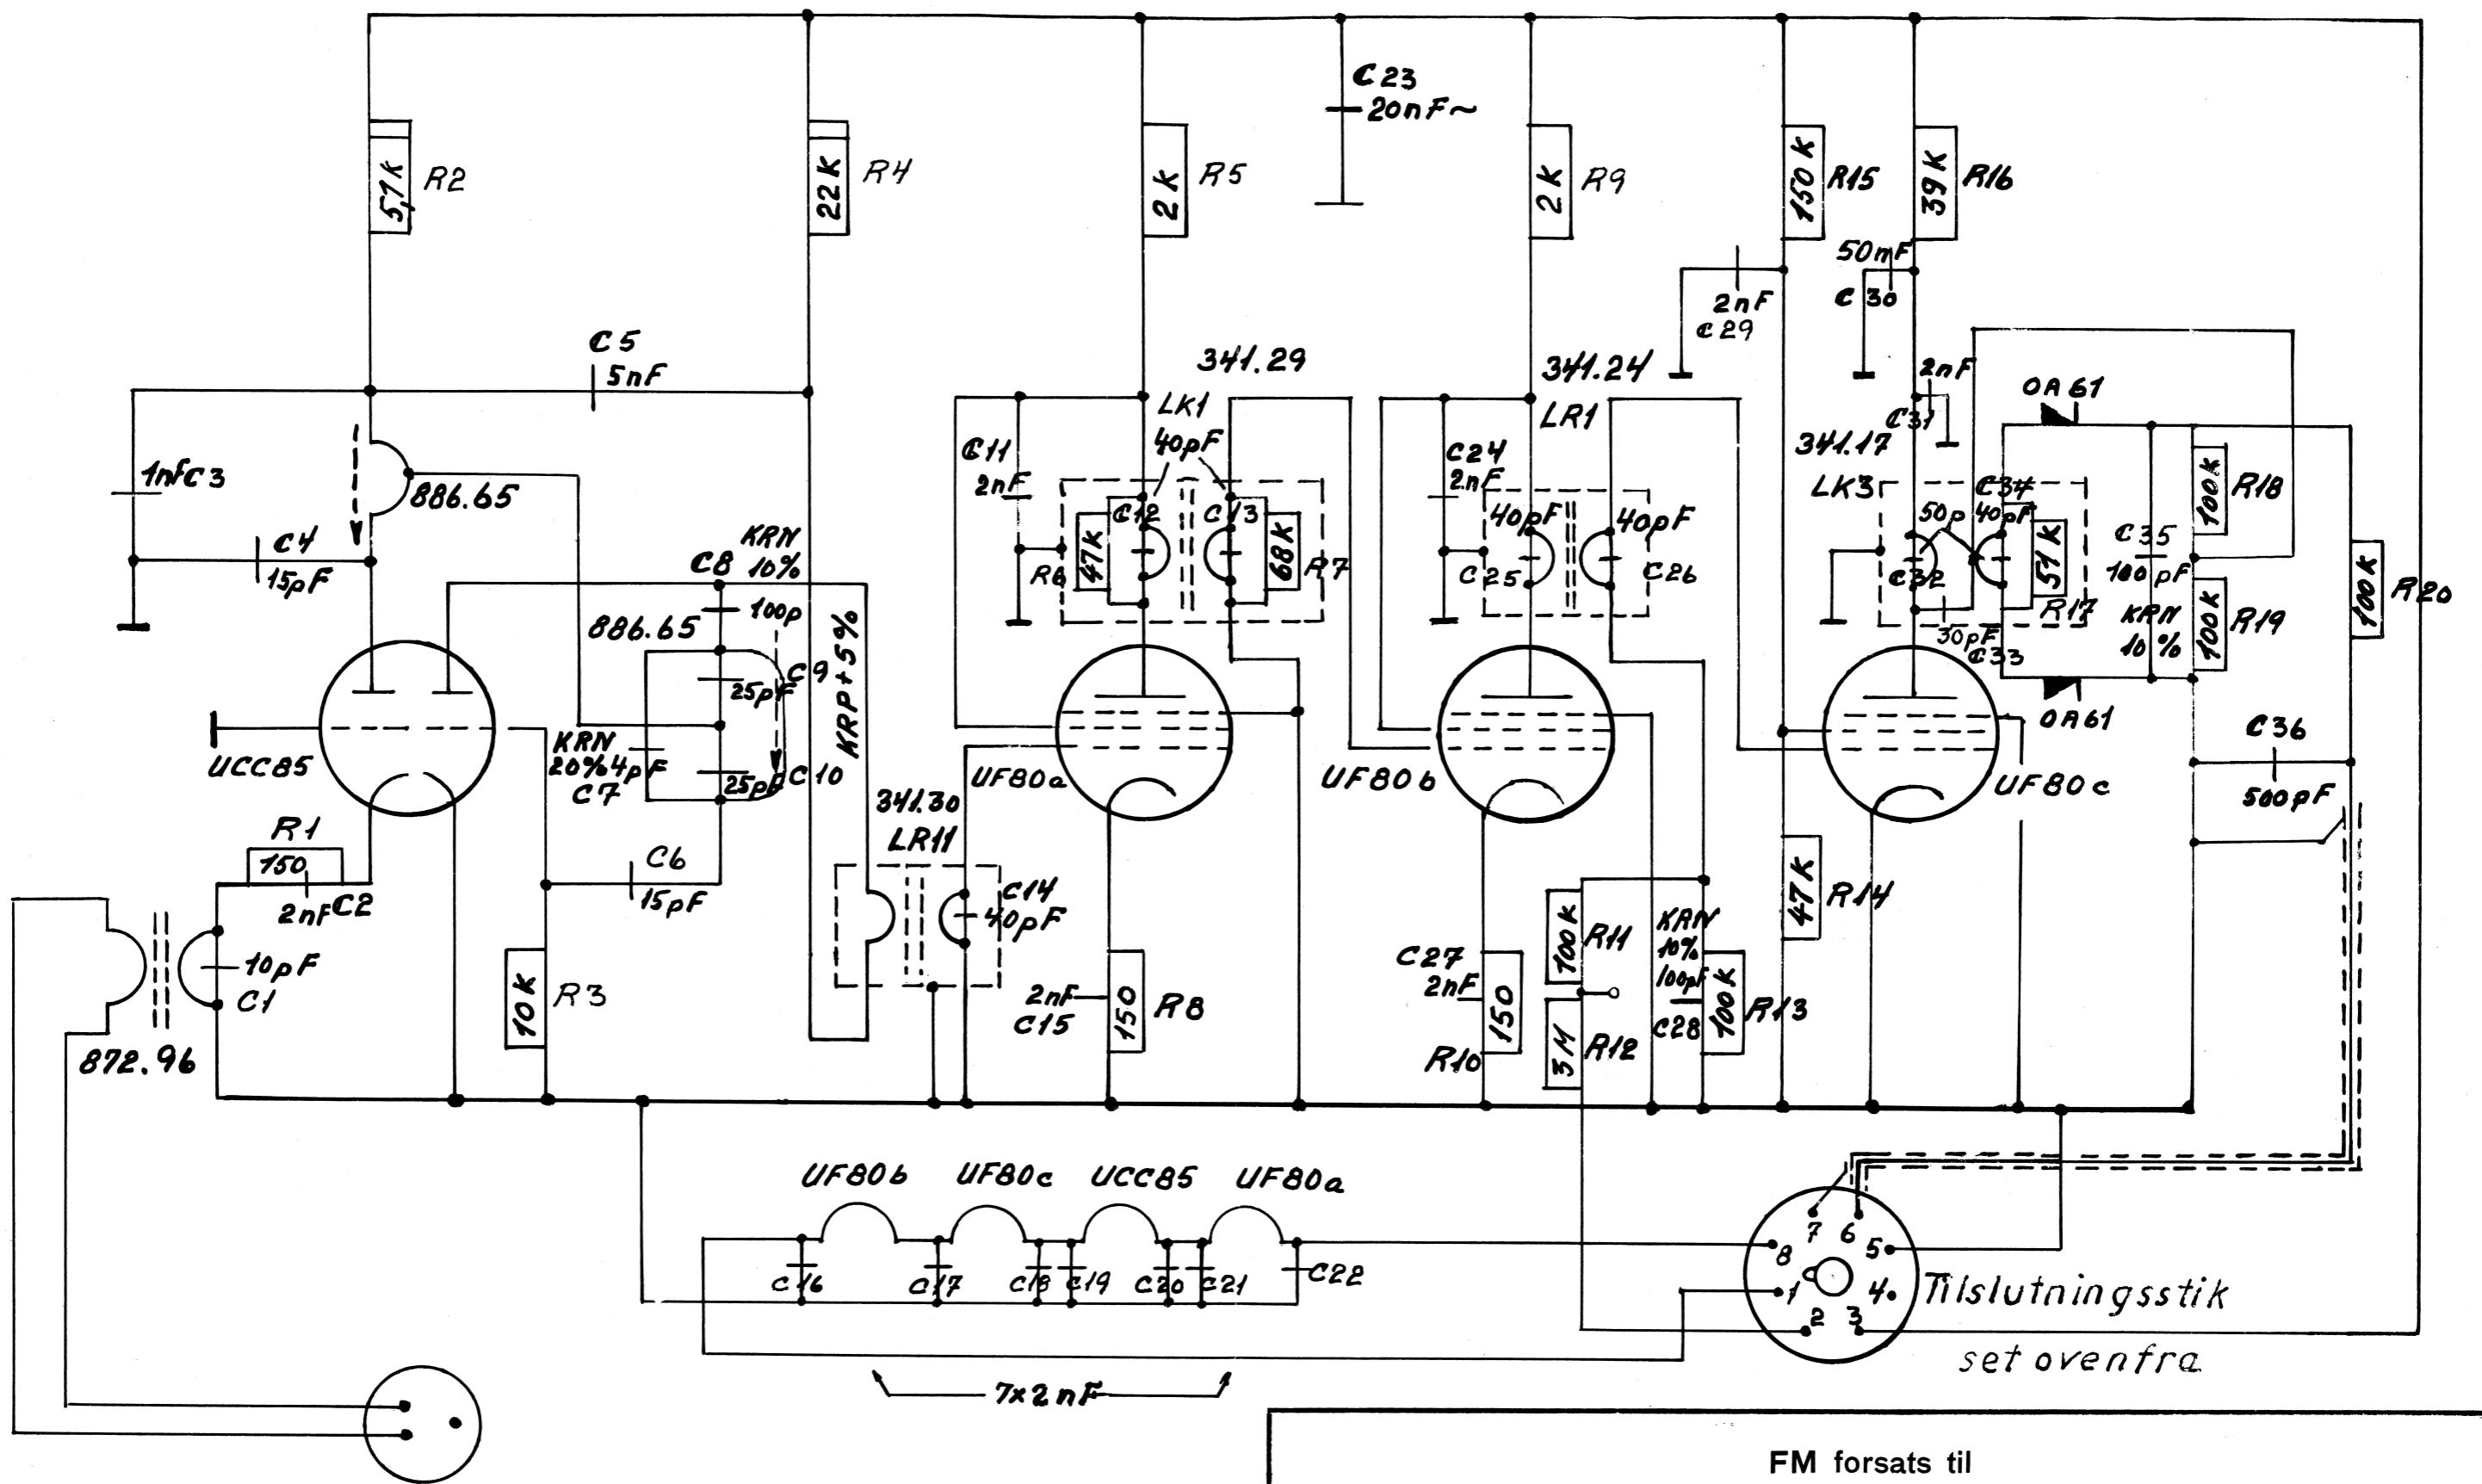 C23
20nF~
5,1K
R2
22K
R4
2K
R5
2K
R9
150K
R15
39K
R16
50mF
C30
2nF
C29
C5
5nF
341.29
LK1
40pF
341.24
LR1
2nF
C31
OA61
341.17
LK3
1nF C3
886.65
C4
15pF
C11
2nF
C12
C13
R6
47K
68K
R7
C24
2nF
40pF
40pF
C25
C26
50p
C34
40pF
C32
51K
R17
30pF
C33
C35
100pF
KRN
10%
100K
R18
100K
R19
100K
R20
C8
KRN
10%
100p
886.65
C9
25pF
25pF
C10
KRN
20% 4pF
C7
KRP+5%
UCC85
UF80a
UF80b
UF80c
OA61
C36
500pF
R1
150
2nF C2
C6
15pF
341.30
LR11
C14
40pF
10pF
C1
872.96
10K
R3
2nF
C15
150
R8
C27
2nF
150
R10
100K
R11
3M
R12
KRN
10%
100pF
C28
100K
R13
47K
R14
UF80b UF80c UCC85 UF80a
C16 C17 C18 C19 C20 C21 C22
7x2nF
7 6
8 5
1 4
2 3
Tilslutningsstik
set ovenfra
FM forsats til